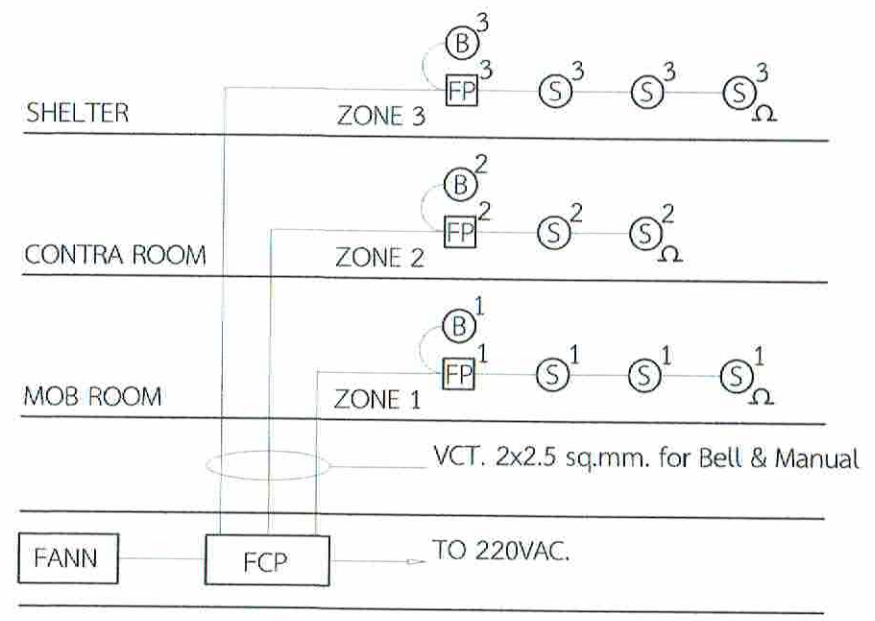 3
B
3
3
3
3
FP
S
S
S
Ω
SHELTER
ZONE 3
2
B
2
2
2
FP
S
S
Ω
CONTRA ROOM
ZONE 2
1
B
1
1
1
1
FP
S
S
S
Ω
MOB ROOM
ZONE 1
VCT. 2x2.5 sq.mm. for Bell & Manual
FANN
FCP
TO 220VAC.